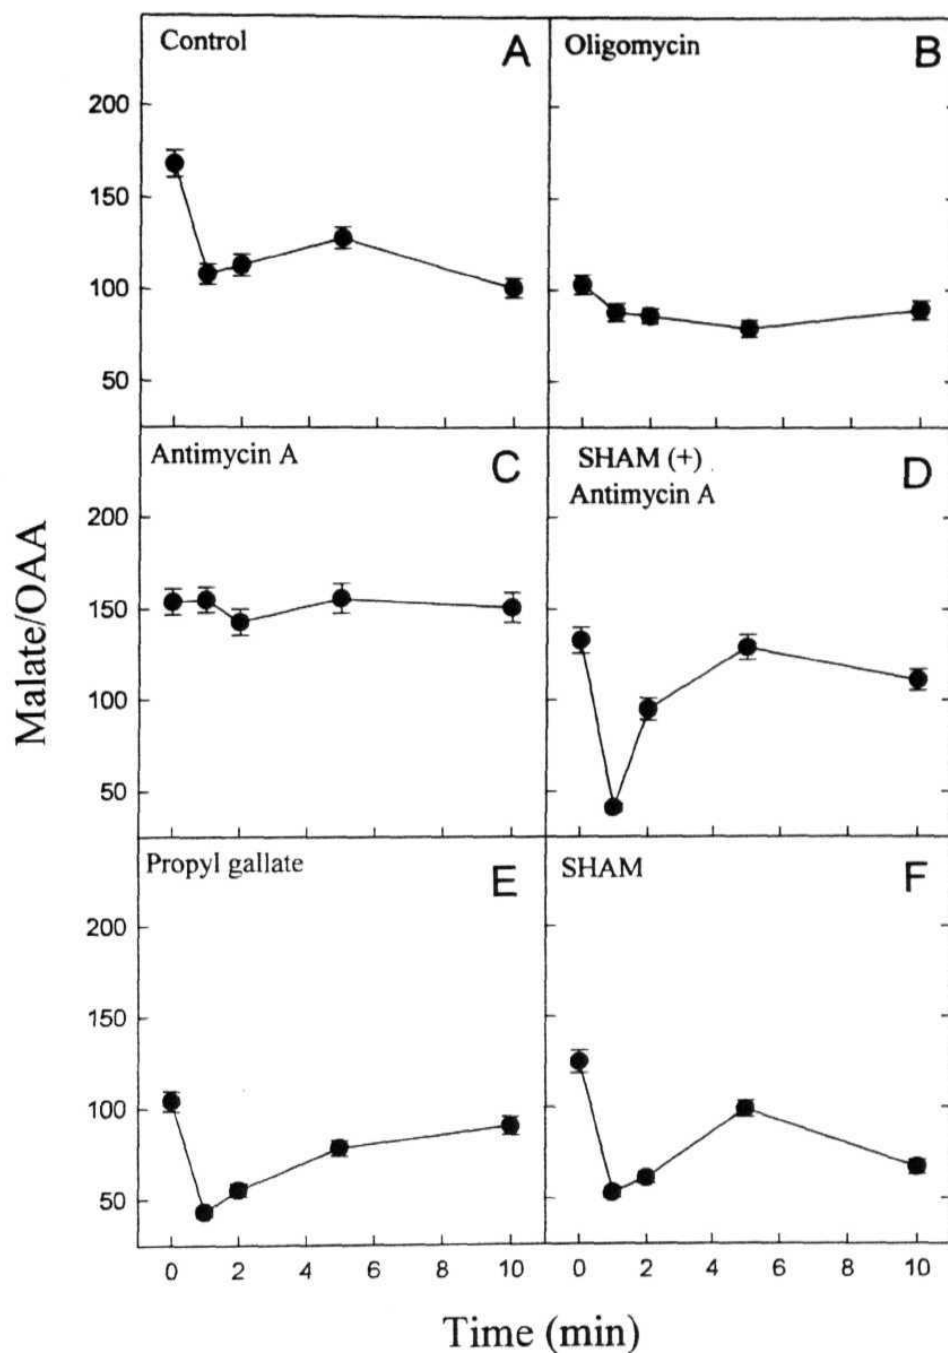 Control A
Oligomycin B
200
150
100
50
Antimycin A C
SHAM (+) D
Antimycin A
200
150
100
50
Propyl gallate E
SHAM F
200
150
100
50
0 2 4 6 8 10
0 2 4 6 8 10
Malate/OAA
Time (min)